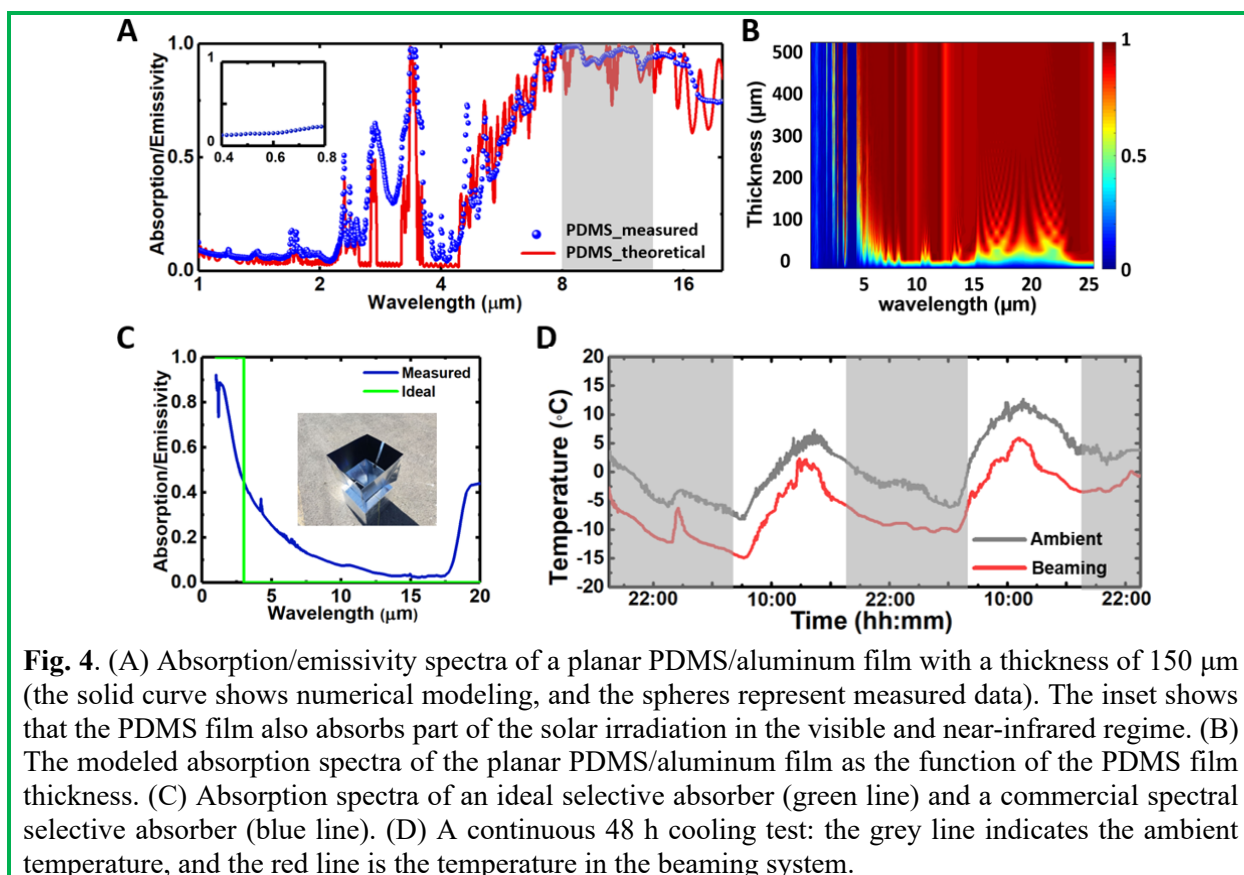 A
Absorption/Emissivity
1.0
0.5
0.0
1
0
0.4
0.6
0.8
PDMS_measured
PDMS_theoretical
1
2
4
8
16
Wavelength (μm)
B
Thickness (μm)
500
400
300
200
100
0
5
10
15
20
25
wavelength (μm)
1
0.5
0
C
Absorption/Emissivity
1.0
0.8
0.6
0.4
0.2
0.0
Measured
Ideal
0
5
10
15
20
Wavelength (μm)
D
Temperature (◦C)
20
15
10
5
0
-5
-10
-15
-20
Ambient
Beaming
22:00
10:00
22:00
10:00
22:00
Time (hh:mm)
Fig. 4. (A) Absorption/emissivity spectra of a planar PDMS/aluminum film with a thickness of 150 μm
(the solid curve shows numerical modeling, and the spheres represent measured data). The inset shows
that the PDMS film also absorbs part of the solar irradiation in the visible and near-infrared regime. (B)
The modeled absorption spectra of the planar PDMS/aluminum film as the function of the PDMS film
thickness. (C) Absorption spectra of an ideal selective absorber (green line) and a commercial spectral
selective absorber (blue line). (D) A continuous 48 h cooling test: the grey line indicates the ambient
temperature, and the red line is the temperature in the beaming system.